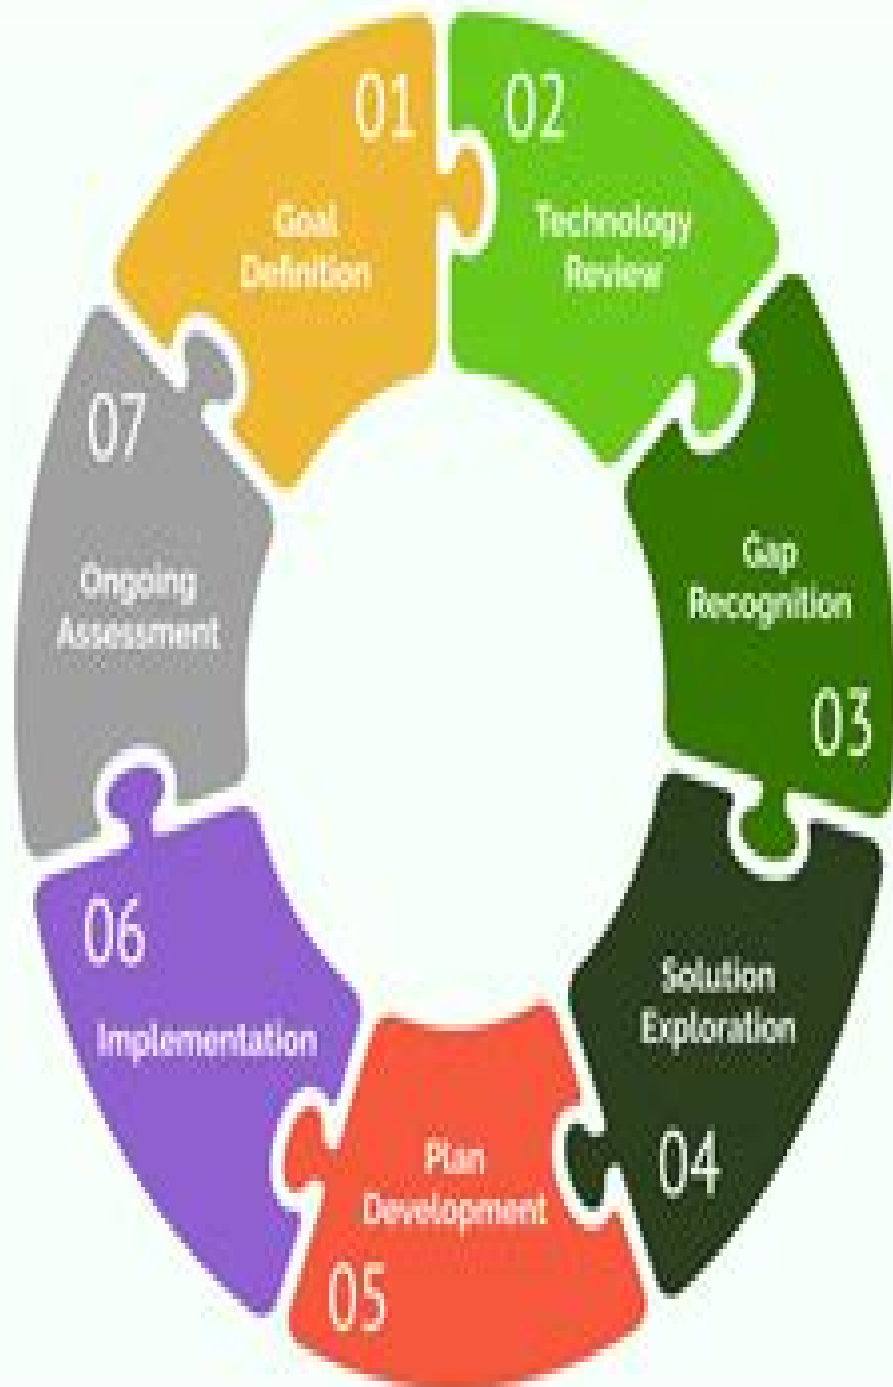 01
Goal
Definition
02
Technology
Review
Gap
Recognition
03
Solution
Exploration
04
Plan
Development
05
06
Implementation
07
Ongoing
Assessment